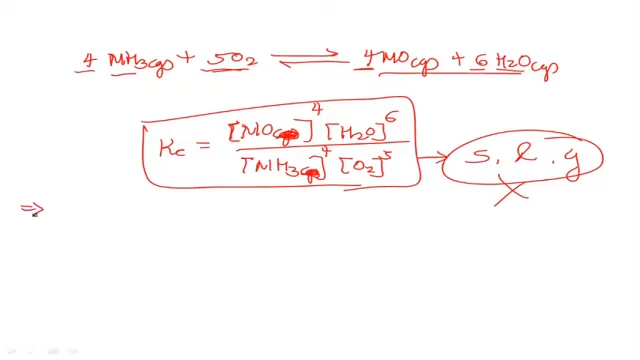 4 NH3(g) + 5O2 ⇌ 4NO(g) + 6 H2O(g)
Kc = [NO]^4 [H2O]^6 / [NH3]^4 [O2]^5 → s, l, g
⇒